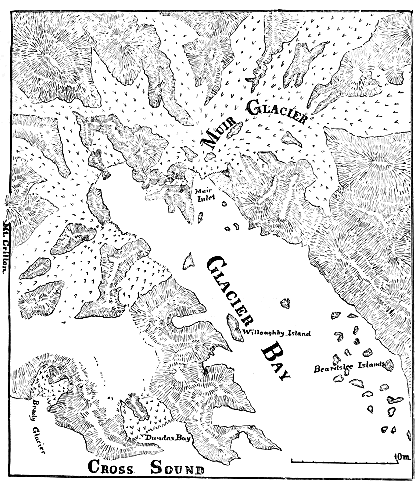 MUIR GLACIER
Muir
Inlet
Mt. Crillon.
GLACIER BAY
Willoughby Island
Beardslee Islands
Brady Glacier
Dundas Bay
CROSS SOUND
10m.